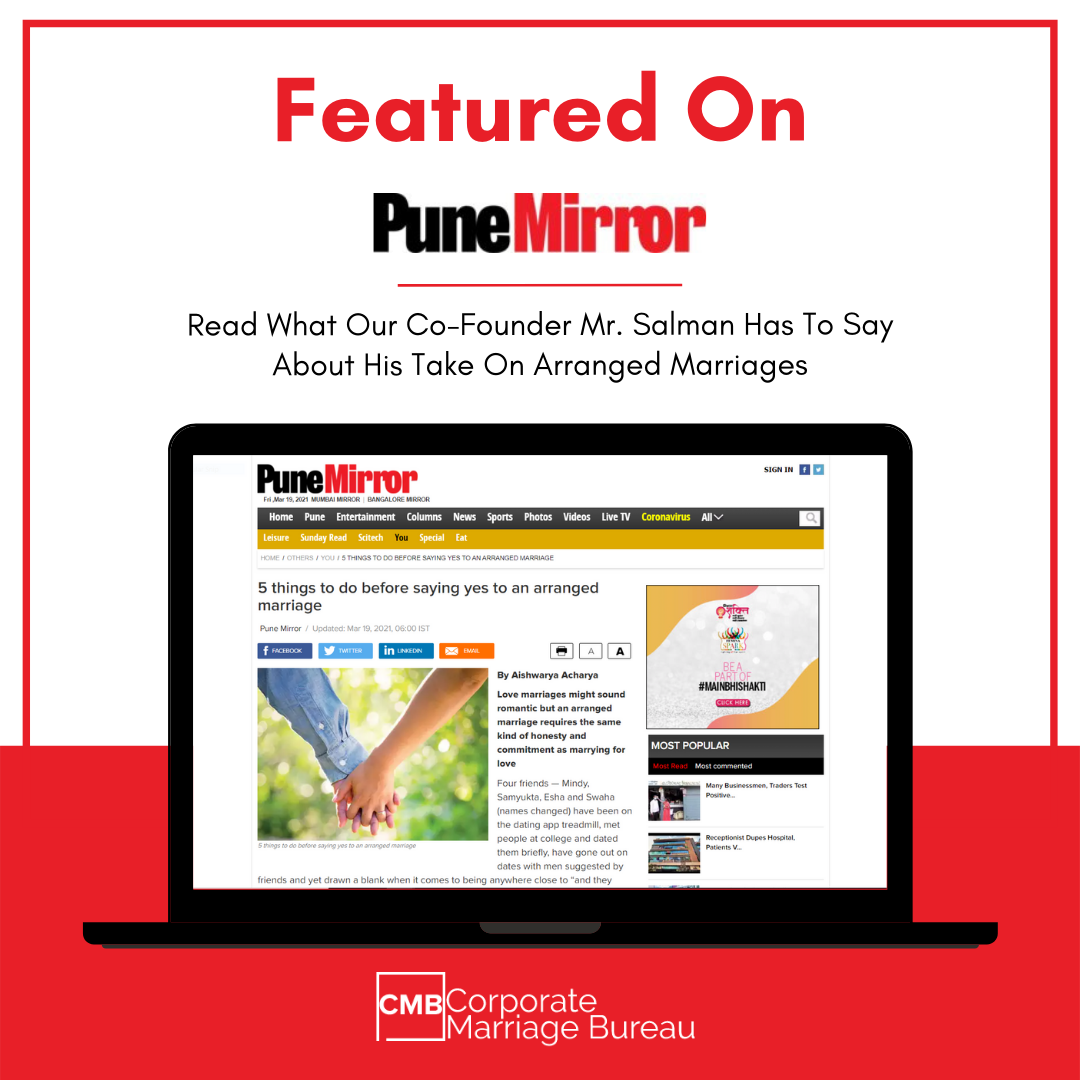 Featured On
PuneMirror
Read What Our Co-Founder Mr. Salman Has To Say
About His Take On Arranged Marriages
PuneMirror
Fri ,Mar 19, 2021 MUMBAI MIRROR | BANGALORE MIRROR
SIGN IN
Home Pune Entertainment Columns News Sports Photos Videos Live TV Coronavirus All
Leisure Sunday Read Scitech You Special Eat
HOME / OTHERS / YOU / 5 THINGS TO DO BEFORE SAYING YES TO AN ARRANGED MARRIAGE
5 things to do before saying yes to an arranged
marriage
Pune Mirror / Updated: Mar 19, 2021, 06:00 IST
f FACEBOOK
TWITTER
in LINKEDIN
EMAIL
A
A
By Aishwarya Acharya
Love marriages might sound
romantic but an arranged
marriage requires the same
kind of honesty and
commitment as marrying for
love
Four friends — Mindy,
Samyukta, Esha and Swaha
(names changed) have been on
the dating app treadmill, met
people at college and dated
them briefly, have gone out on
dates with men suggested by
friends and yet drawn a blank when it comes to being anywhere close to “and they
5 things to do before saying yes to an arranged marriage
शक्ति
SPARK
BE A
PART OF
#MAINBHISHAKTI
CLICK HERE
MOST POPULAR
Most Read Most commented
Many Businessmen, Traders Test
Positive...
Receptionist Dupes Hospital,
Patients V...
CMB Corporate
Marriage Bureau